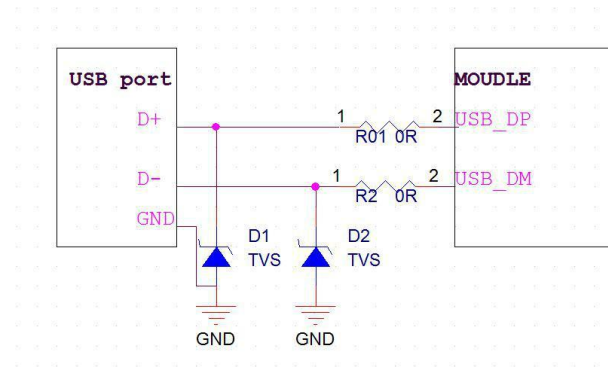 USB port
MOUDLE
D+
1
2
USB_DP
R01 0R
D-
1
2
USB_DM
R2 0R
GND
D1
TVS
D2
TVS
GND
GND